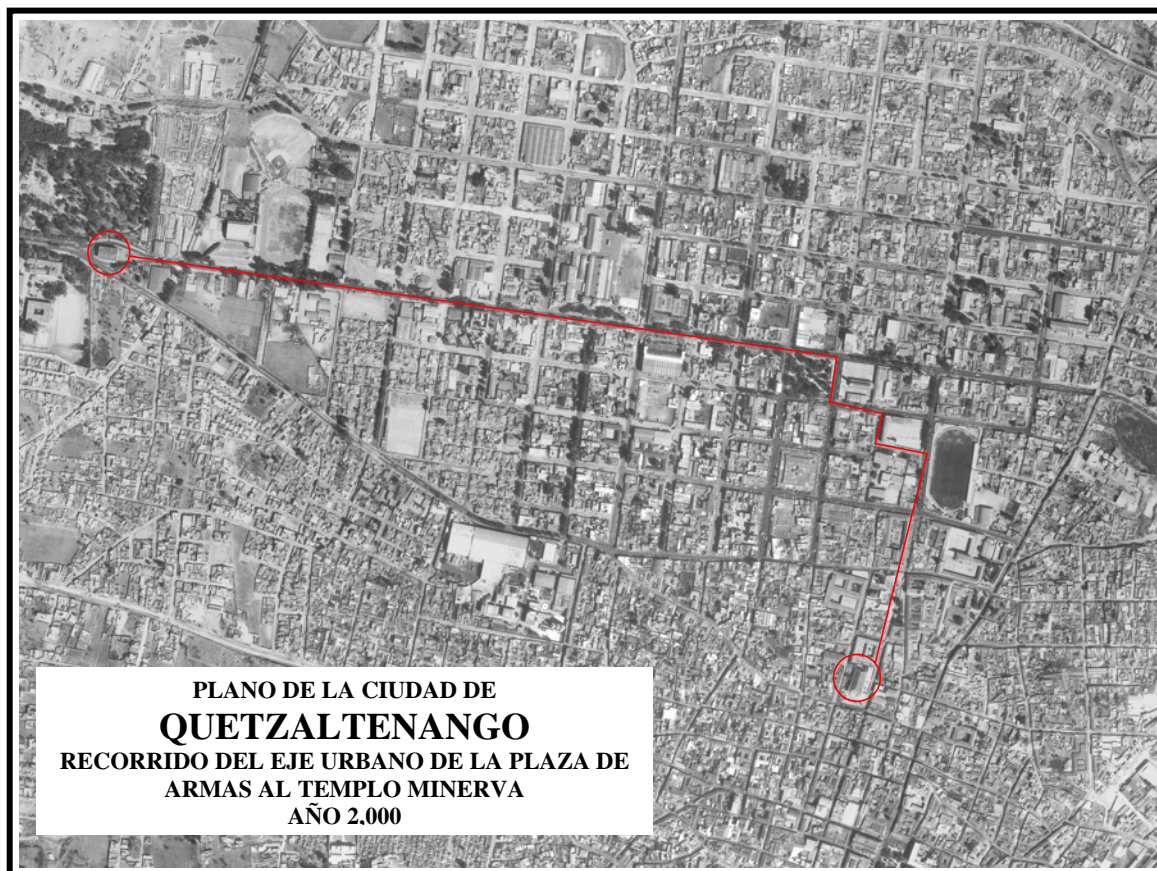 PLANO DE LA CIUDAD DE
QUETZALTENANGO
RECORRIDO DEL EJE URBANO DE LA PLAZA DE
ARMAS AL TEMPLO MINERVA
AÑO 2,000